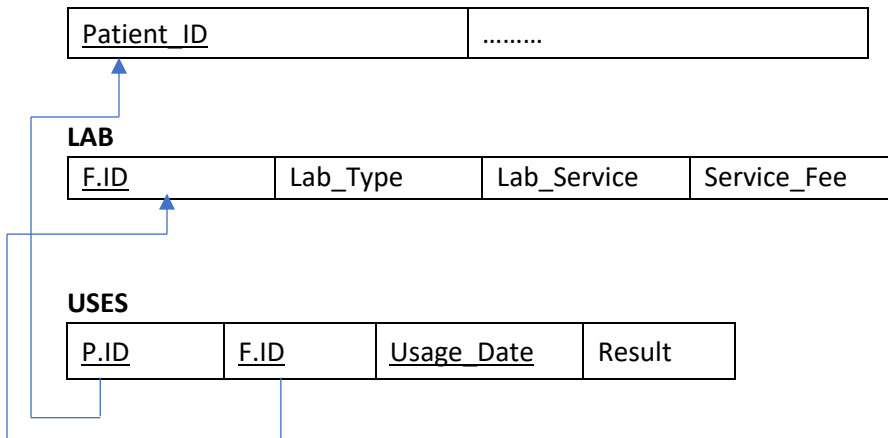 Patient_ID ………
LAB
F.ID Lab_Type Lab_Service Service_Fee
USES
P.ID F.ID Usage_Date Result